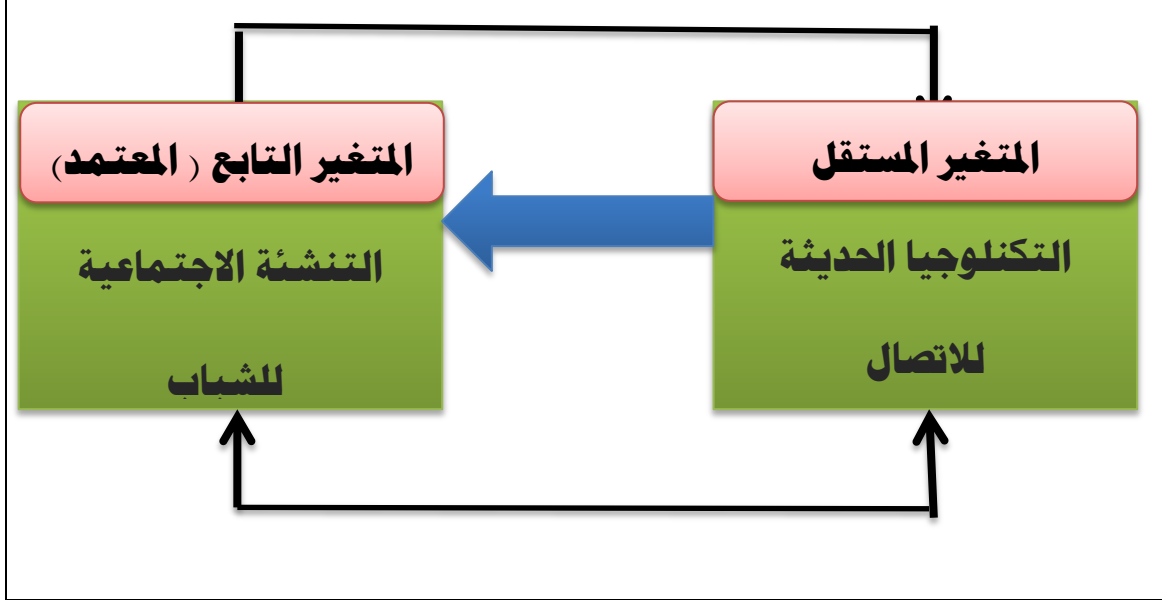 المتغير المستقل
التكنلوجيا الحديثة
للاتصال
المتغير التابع ( المعتمد)
التنشئة الاجتماعية
للشباب